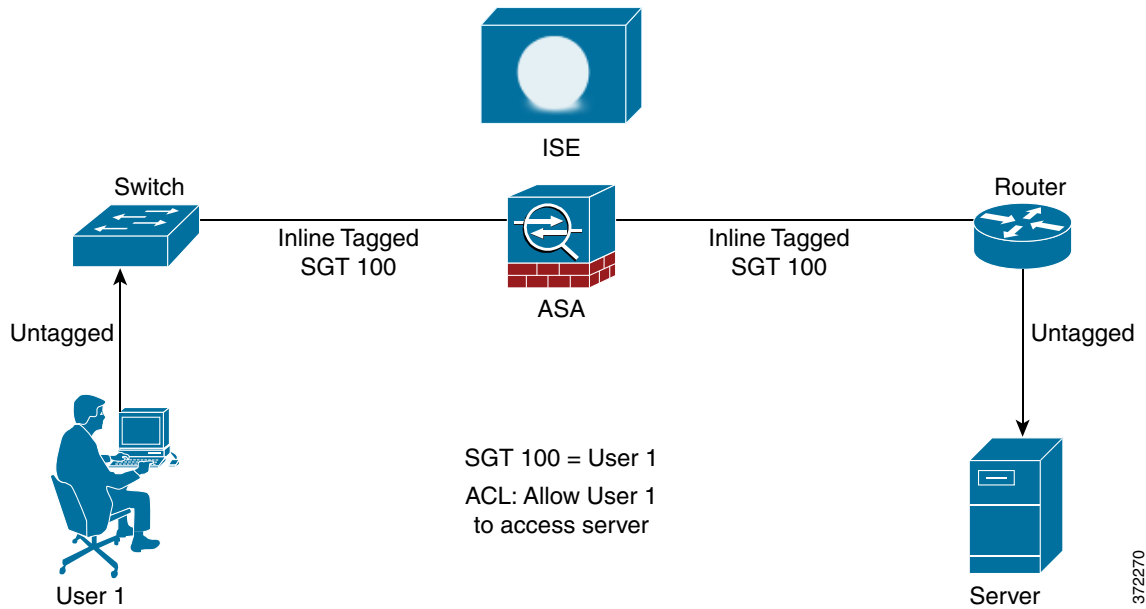 ISE
Switch
Router
Inline Tagged
SGT 100
Inline Tagged
SGT 100
ASA
Untagged
Untagged
SGT 100 = User 1
ACL: Allow User 1
to access server
User 1
Server
372270